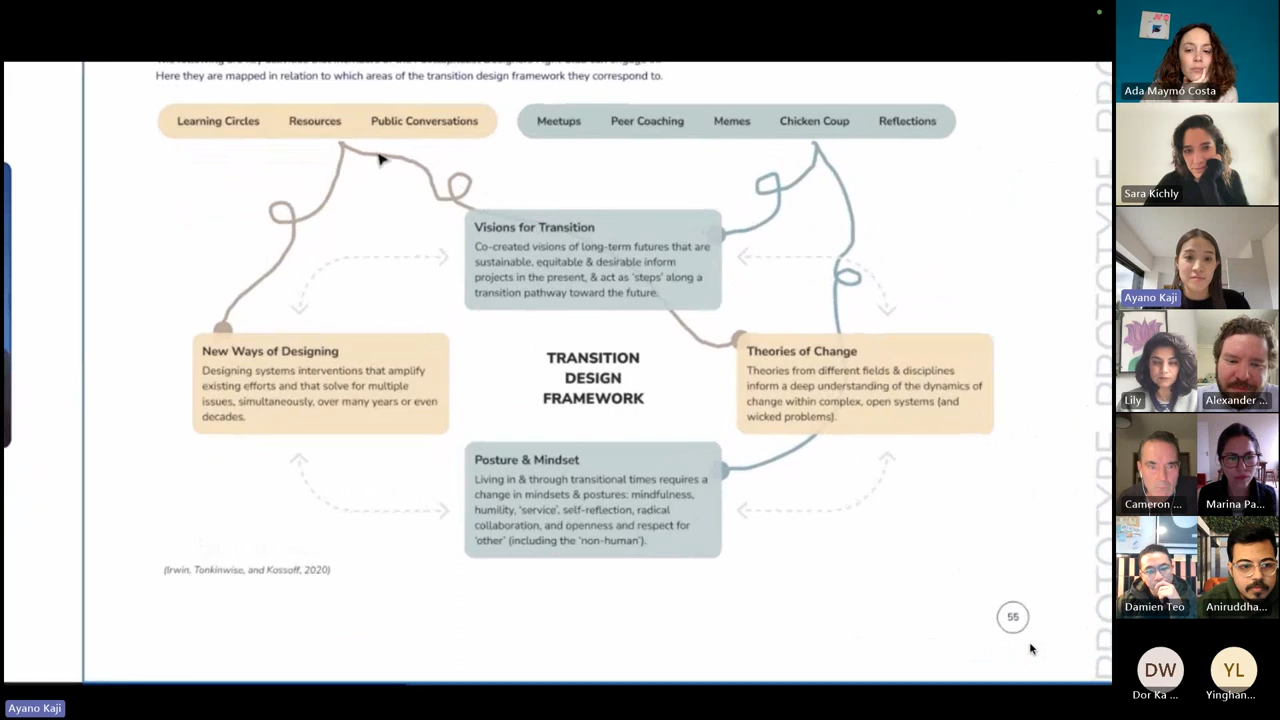 Here they are mapped in relation to which areas of the transition design framework they correspond to.
Learning Circles Resources Public Conversations
Meetups Peer Coaching Memes Chicken Coup Reflections
Visions for Transition
Co-created visions of long-term futures that are
sustainable, equitable & desirable inform
projects in the present, & act as ‘steps’ along a
transition pathway toward the future.
New Ways of Designing
Designing systems interventions that amplify
existing efforts and that solve for multiple
issues, simultaneously, over many years or even
decades.
TRANSITION
DESIGN
FRAMEWORK
Theories of Change
Theories from different fields & disciplines
inform a deep understanding of the dynamics of
change within complex, open systems (and
wicked problems).
Posture & Mindset
Living in & through transitional times requires a
change in mindsets & postures: mindfulness,
humility, ‘service’, self-reflection, radical
collaboration, and openness and respect for
‘other’ (including the ‘non-human’).
(Irwin, Tonkinwise, and Kossoff, 2020)
55
PROTOTYPE PROTOTYPE
Ayano Kaji
Ada Maymó Costa
Sara Kichly
Ayano Kaji
Lily
Alexander ...
Cameron ...
Marina Pa...
Damien Teo
Aniruddha...
DW
YL
Dor Ka ...
Yinghan...